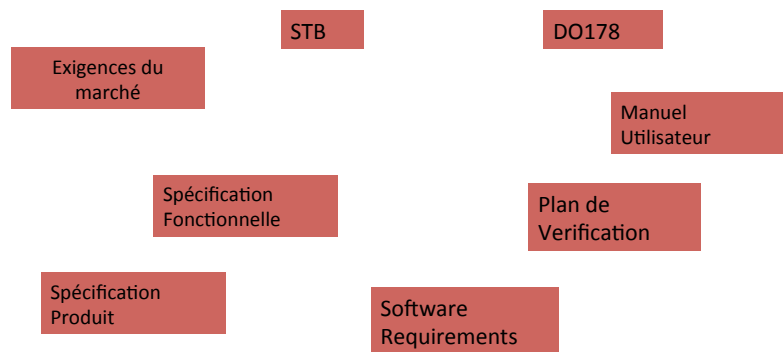 STB
DO178
Exigences du
marché
Manuel
Utilisateur
Spécification
Fonctionnelle
Plan de
Verification
Spécification
Produit
Software
Requirements